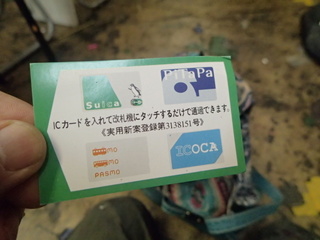 Suica
PiTaPa
ICカードを入れて改札機にタッチするだけで通過できます。
《実用新案登録第3138151号》
PASMO
ICOCA